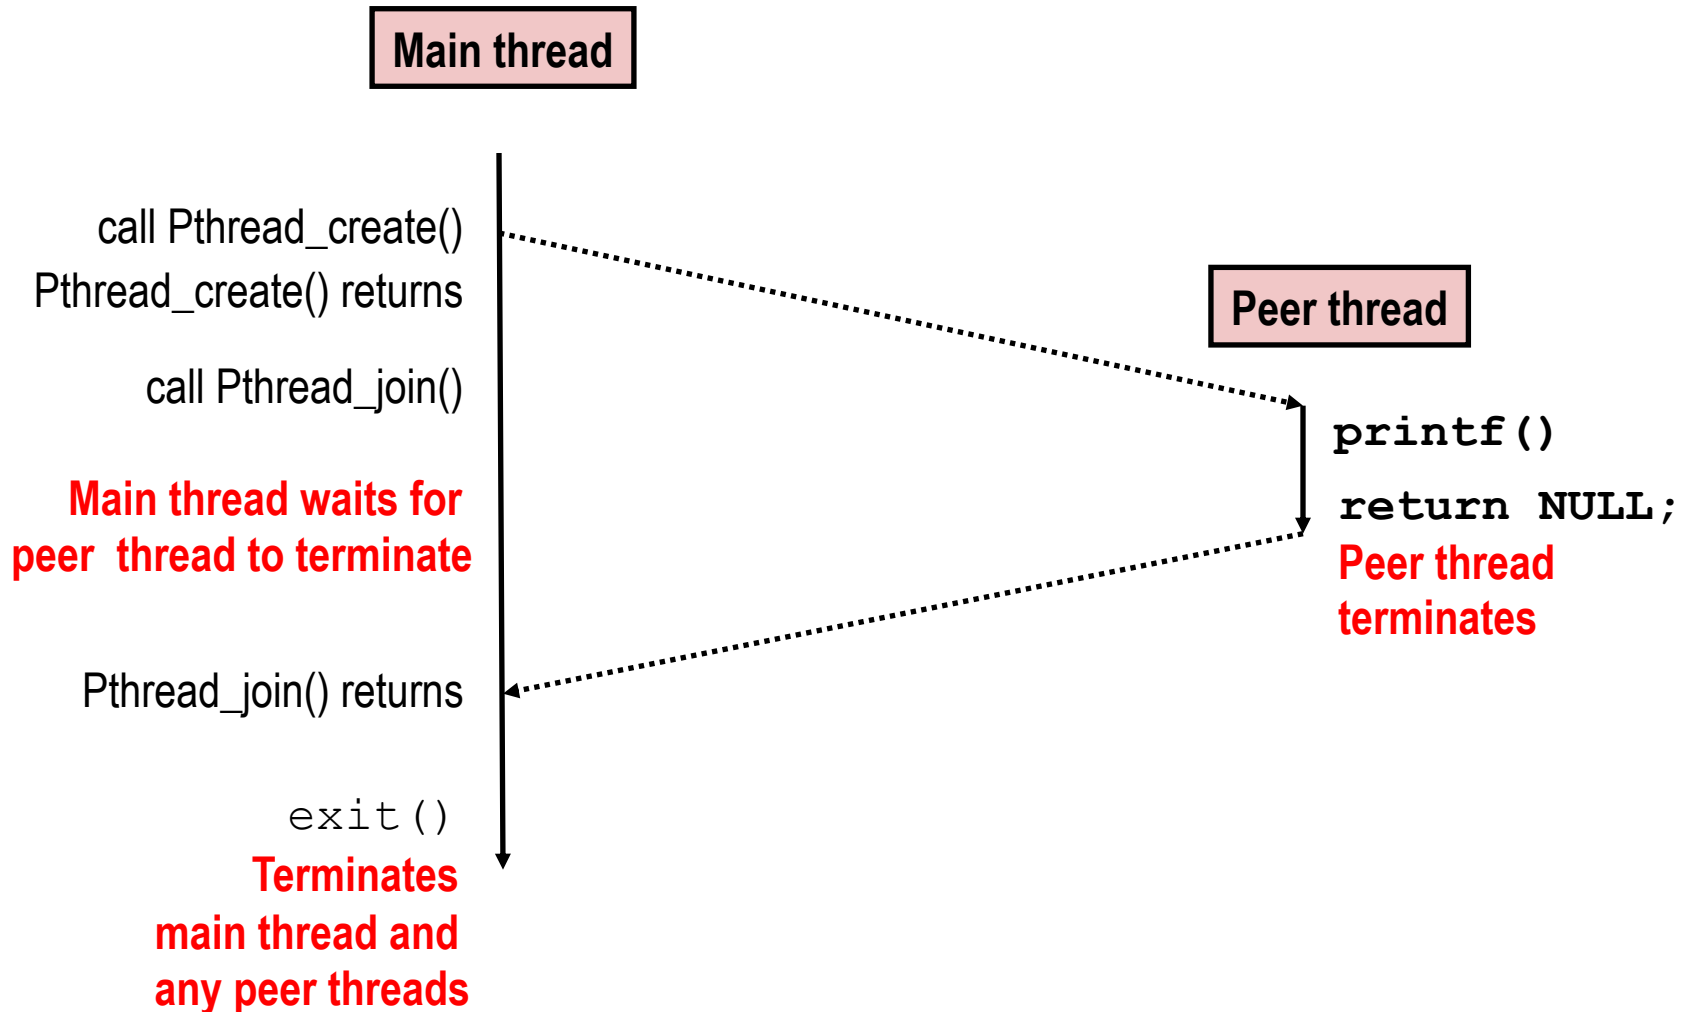 Main thread
call Pthread_create()
Pthread_create() returns
Peer thread
call Pthread_join()
printf()
Main thread waits for
peer thread to terminate
return NULL;
Peer thread
terminates
Pthread_join() returns
exit()
Terminates
main thread and
any peer threads